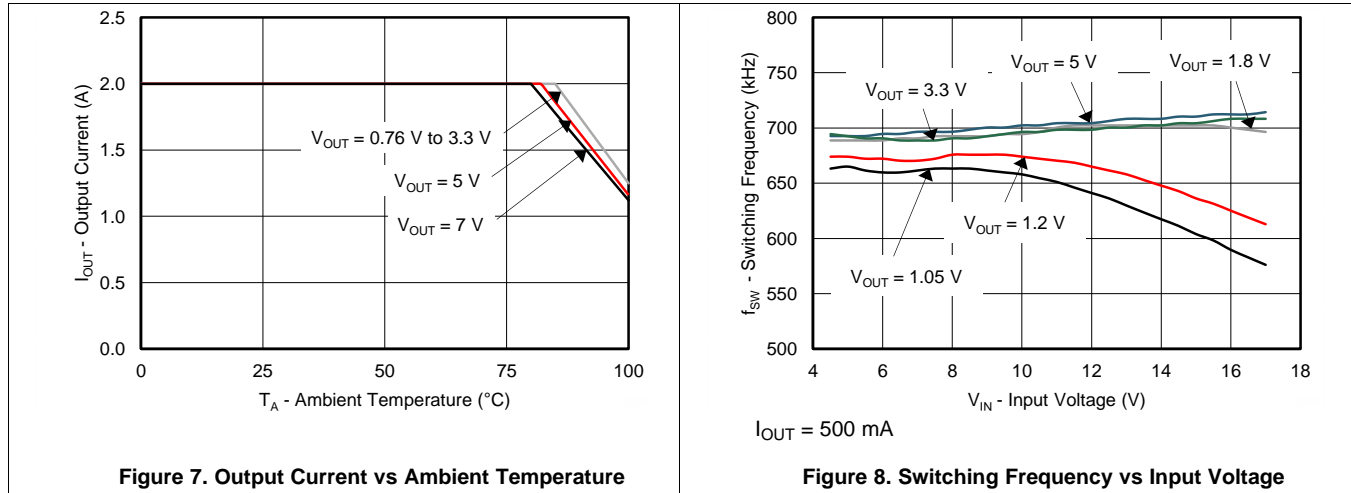 2.5
2.0
1.5
1.0
0.5
0.0
I_OUT - Output Current (A)
V_OUT = 0.76 V to 3.3 V
V_OUT = 5 V
V_OUT = 7 V
0 25 50 75 100
T_A - Ambient Temperature (°C)
Figure 7. Output Current vs Ambient Temperature
800
750
700
650
600
550
500
f_SW - Switching Frequency (kHz)
V_OUT = 5 V
V_OUT = 1.8 V
V_OUT = 3.3 V
V_OUT = 1.2 V
V_OUT = 1.05 V
4 6 8 10 12 14 16 18
V_IN - Input Voltage (V)
I_OUT = 500 mA
Figure 8. Switching Frequency vs Input Voltage